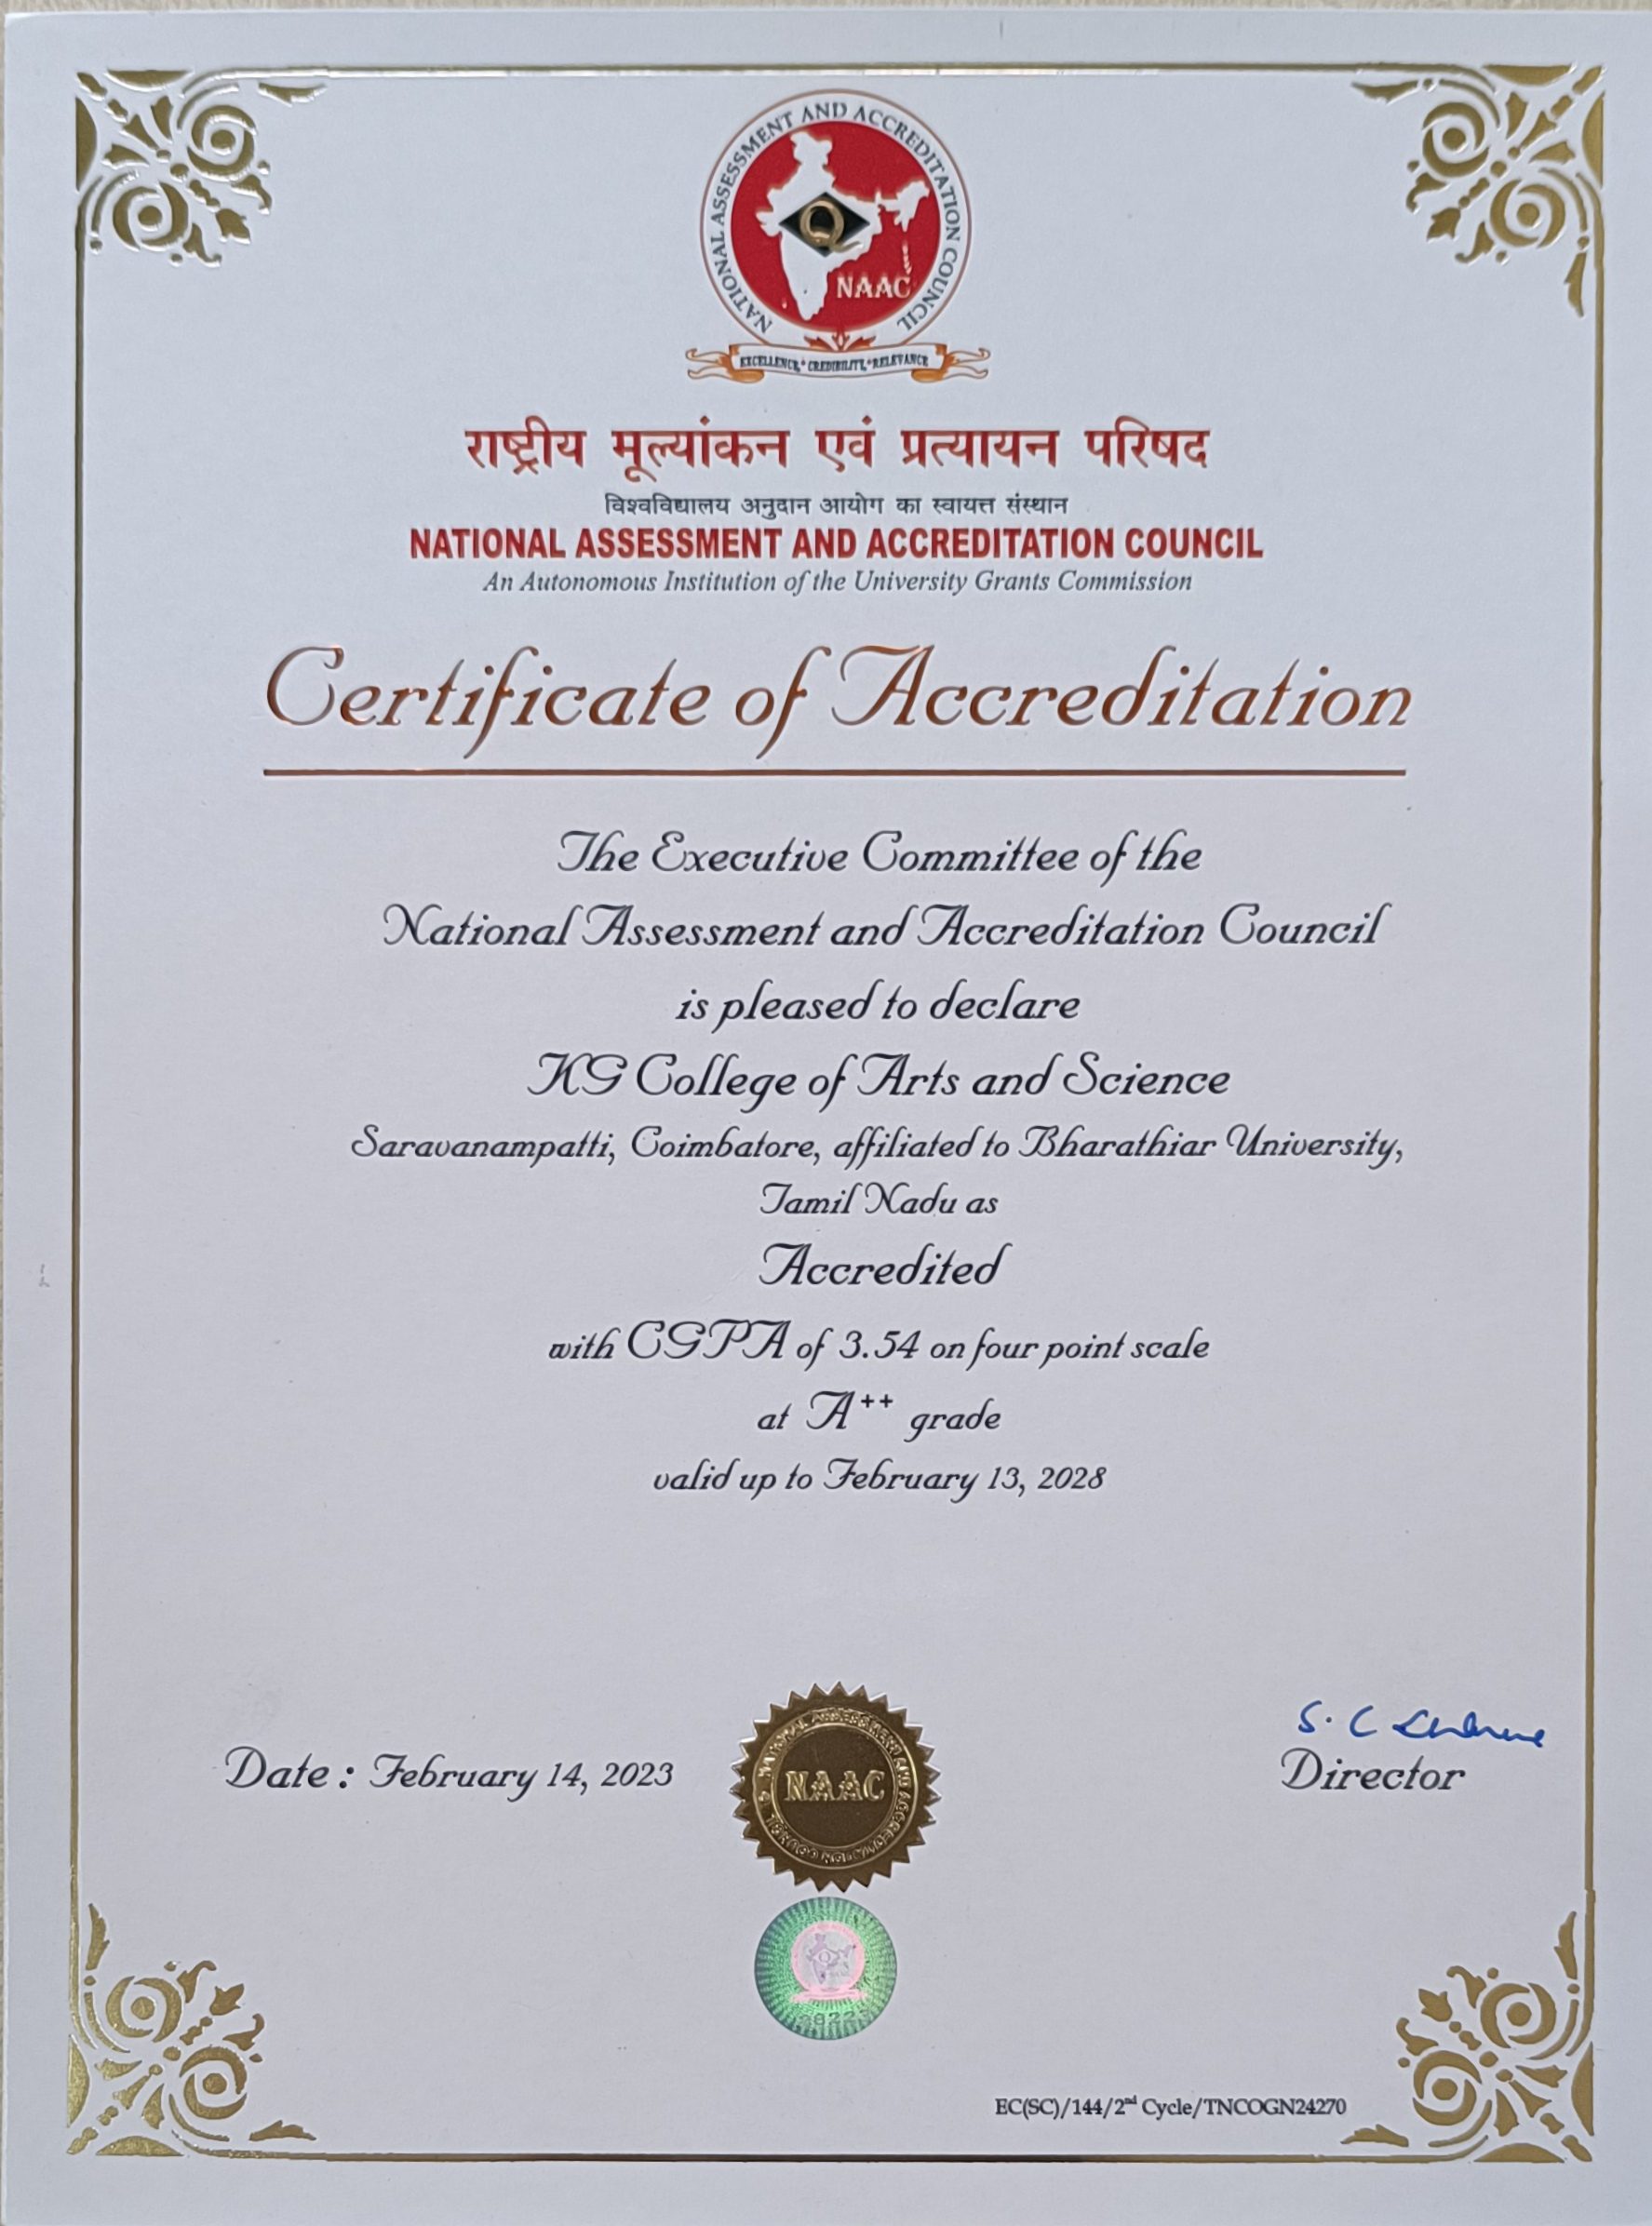 NATIONAL ASSESSMENT AND ACCREDITATION COUNCIL
Q
NAAC
EXCELLENCE * CREDIBILITY * RELEVANCE
राष्ट्रीय मूल्यांकन एवं प्रत्यायन परिषद
विश्वविद्यालय अनुदान आयोग का स्वायत्त संस्थान
NATIONAL ASSESSMENT AND ACCREDITATION COUNCIL
An Autonomous Institution of the University Grants Commission
Certificate of Accreditation
The Executive Committee of the
National Assessment and Accreditation Council
is pleased to declare
KG College of Arts and Science
Saravanampatti, Coimbatore, affiliated to Bharathiar University,
Tamil Nadu as
Accredited
with CGPA of 3.54 on four point scale
at A++ grade
valid up to February 13, 2028
S. C
Date : February 14, 2023
Director
NATIONAL ASSESSMENT AND ACCREDITATION COUNCIL
NAAC
EC(SC)/144/2nd Cycle/TNCOGN24270